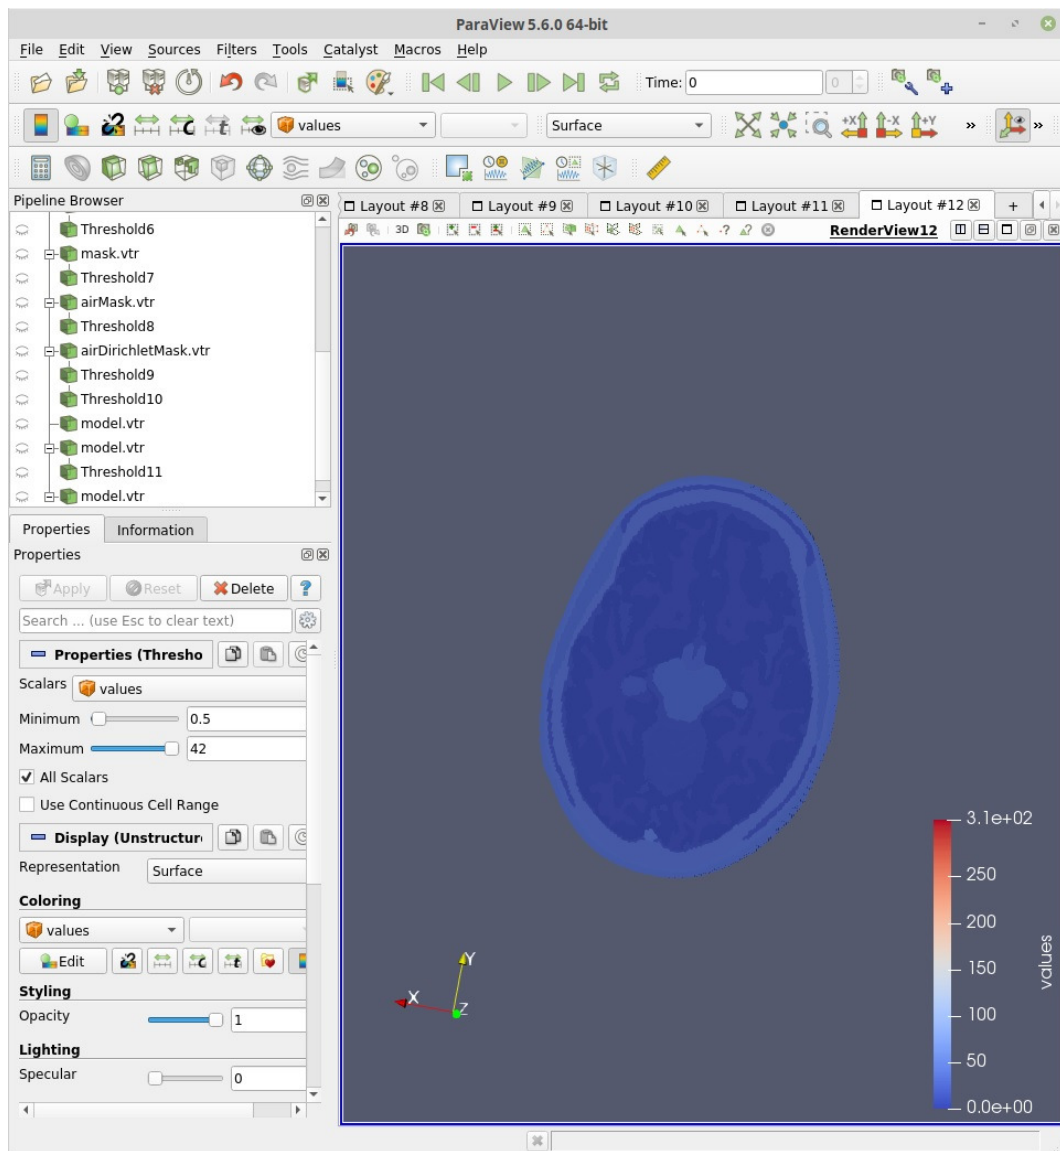 ParaView 5.6.0 64-bit
File Edit View Sources Filters Tools Catalyst Macros Help
Time: 0 0
values Surface +X -X +Y » »
Pipeline Browser
Layout #8 Layout #9 Layout #10 Layout #11 Layout #12 +
3D RenderView12
Threshold6
mask.vtr
Threshold7
airMask.vtr
Threshold8
airDirichletMask.vtr
Threshold9
Threshold10
model.vtr
model.vtr
Threshold11
model.vtr
Properties Information
Properties
Apply Reset Delete ?
Search ... (use Esc to clear text)
Properties (Thresho
Scalars values
Minimum 0.5
Maximum 42
All Scalars
Use Continuous Cell Range
Display (Unstructur
Representation Surface
Coloring
values
Edit
Styling
Opacity 1
Lighting
Specular 0
Y
X
Z
3.1e+02
250
200
150
100
50
0.0e+00
values